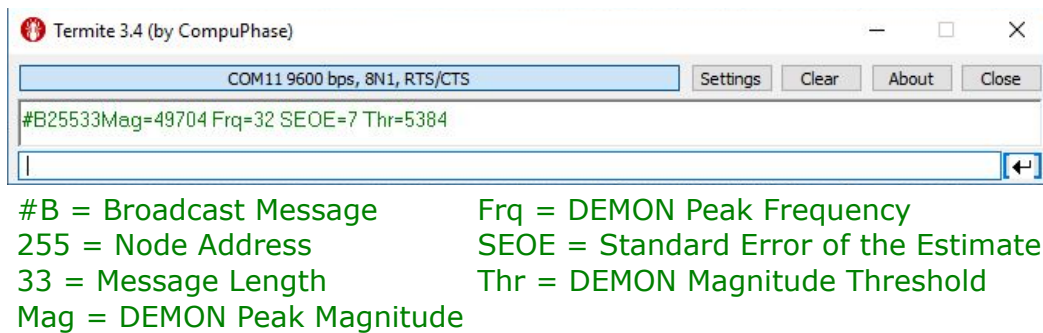 Termite 3.4 (by CompuPhase)
COM11 9600 bps, 8N1, RTS/CTS Settings Clear About Close
#B25533Mag=49704 Frq=32 SEOE=7 Thr=5384
#B = Broadcast Message
255 = Node Address
33 = Message Length
Mag = DEMON Peak Magnitude
Frq = DEMON Peak Frequency
SEOE = Standard Error of the Estimate
Thr = DEMON Magnitude Threshold